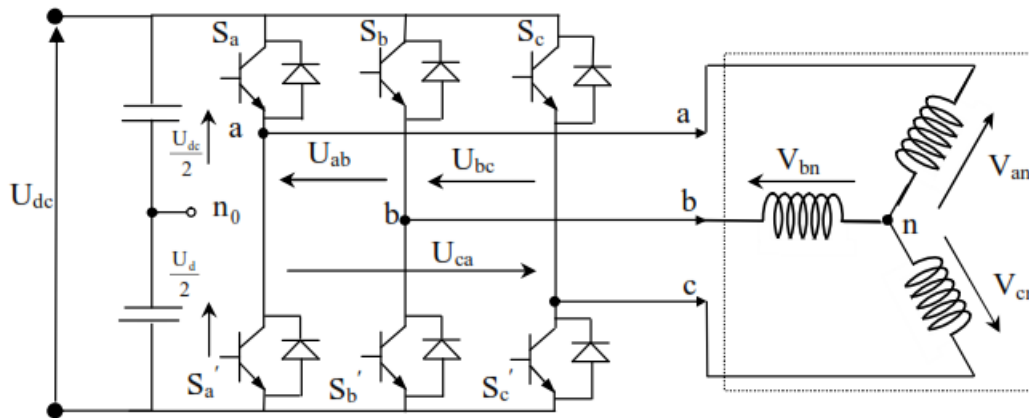 Sa
Sb
Sc
a
a
Udc/2
Uab
Ubc
Vbn
Van
Udc
n0
b
b
n
Ud/2
Uca
c
Vcn
Sa'
Sb'
Sc'